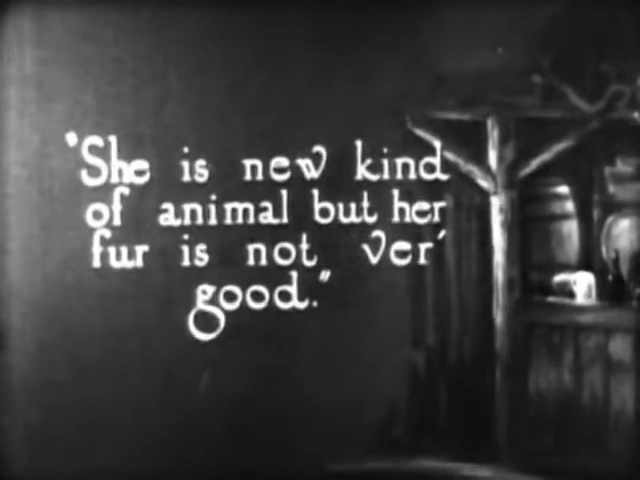 "She is new kind
of animal but her
fur is not ver'
good."